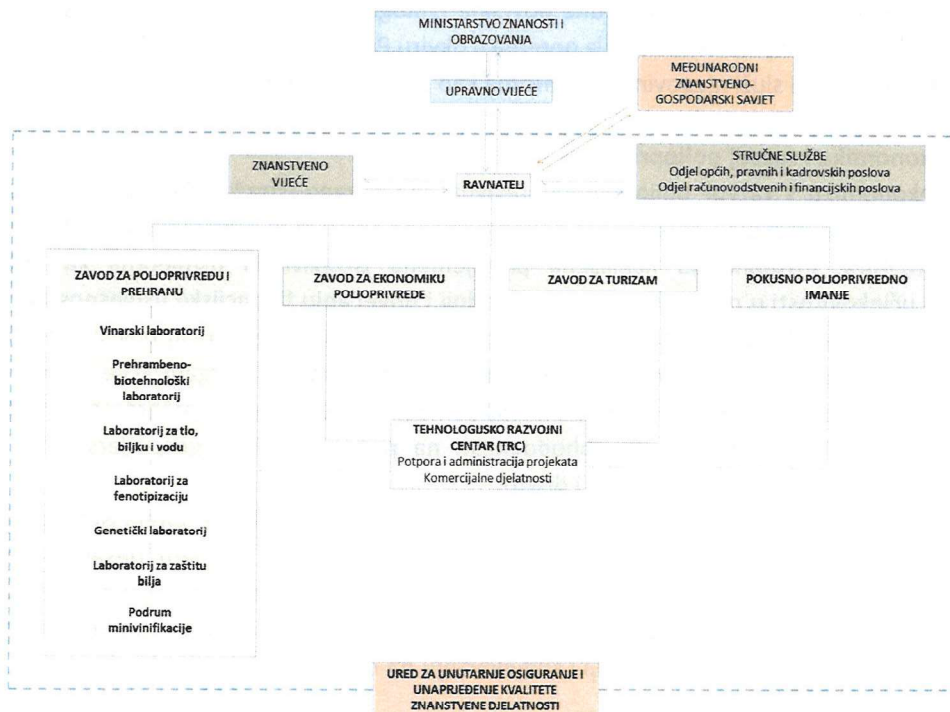 MINISTARSTVO ZNANOSTI I
OBRAZOVANJA
UPRAVNO VIJEĆE
MEĐUNARODNI
ZNANSTVENO-
GOSPODARSKI SAVJET
ZNANSTVENO
VIJEĆE
RAVNATELJ
STRUČNE SLUŽBE
Odjel općih, pravnih i kadrovskih poslova
Odjel računovodstvenih i financijskih poslova
ZAVOD ZA POLJOPRIVREDU I
PREHRANU
Vinarski laboratorij
Prehrambeno-
biotehnološki
laboratorij
Laboratorij za tlo,
biljku i vodu
Laboratorij za
fenotipizaciju
Genetički laboratorij
Laboratorij za zaštitu
bilja
Podrum
minivinifikacije
ZAVOD ZA EKONOMIKU
POLJOPRIVREDE
ZAVOD ZA TURIZAM
POKUSNO POLJOPRIVREDNO
IMANJE
TEHNOLOGIJSKO RAZVOJNI
CENTAR (TRC)
Potpora i administracija projekata
Komercijalne djelatnosti
URED ZA UNUTARNJE OSIGURANJE I
UNAPRJEĐENJE KVALITETE
ZNANSTVENE DJELATNOSTI